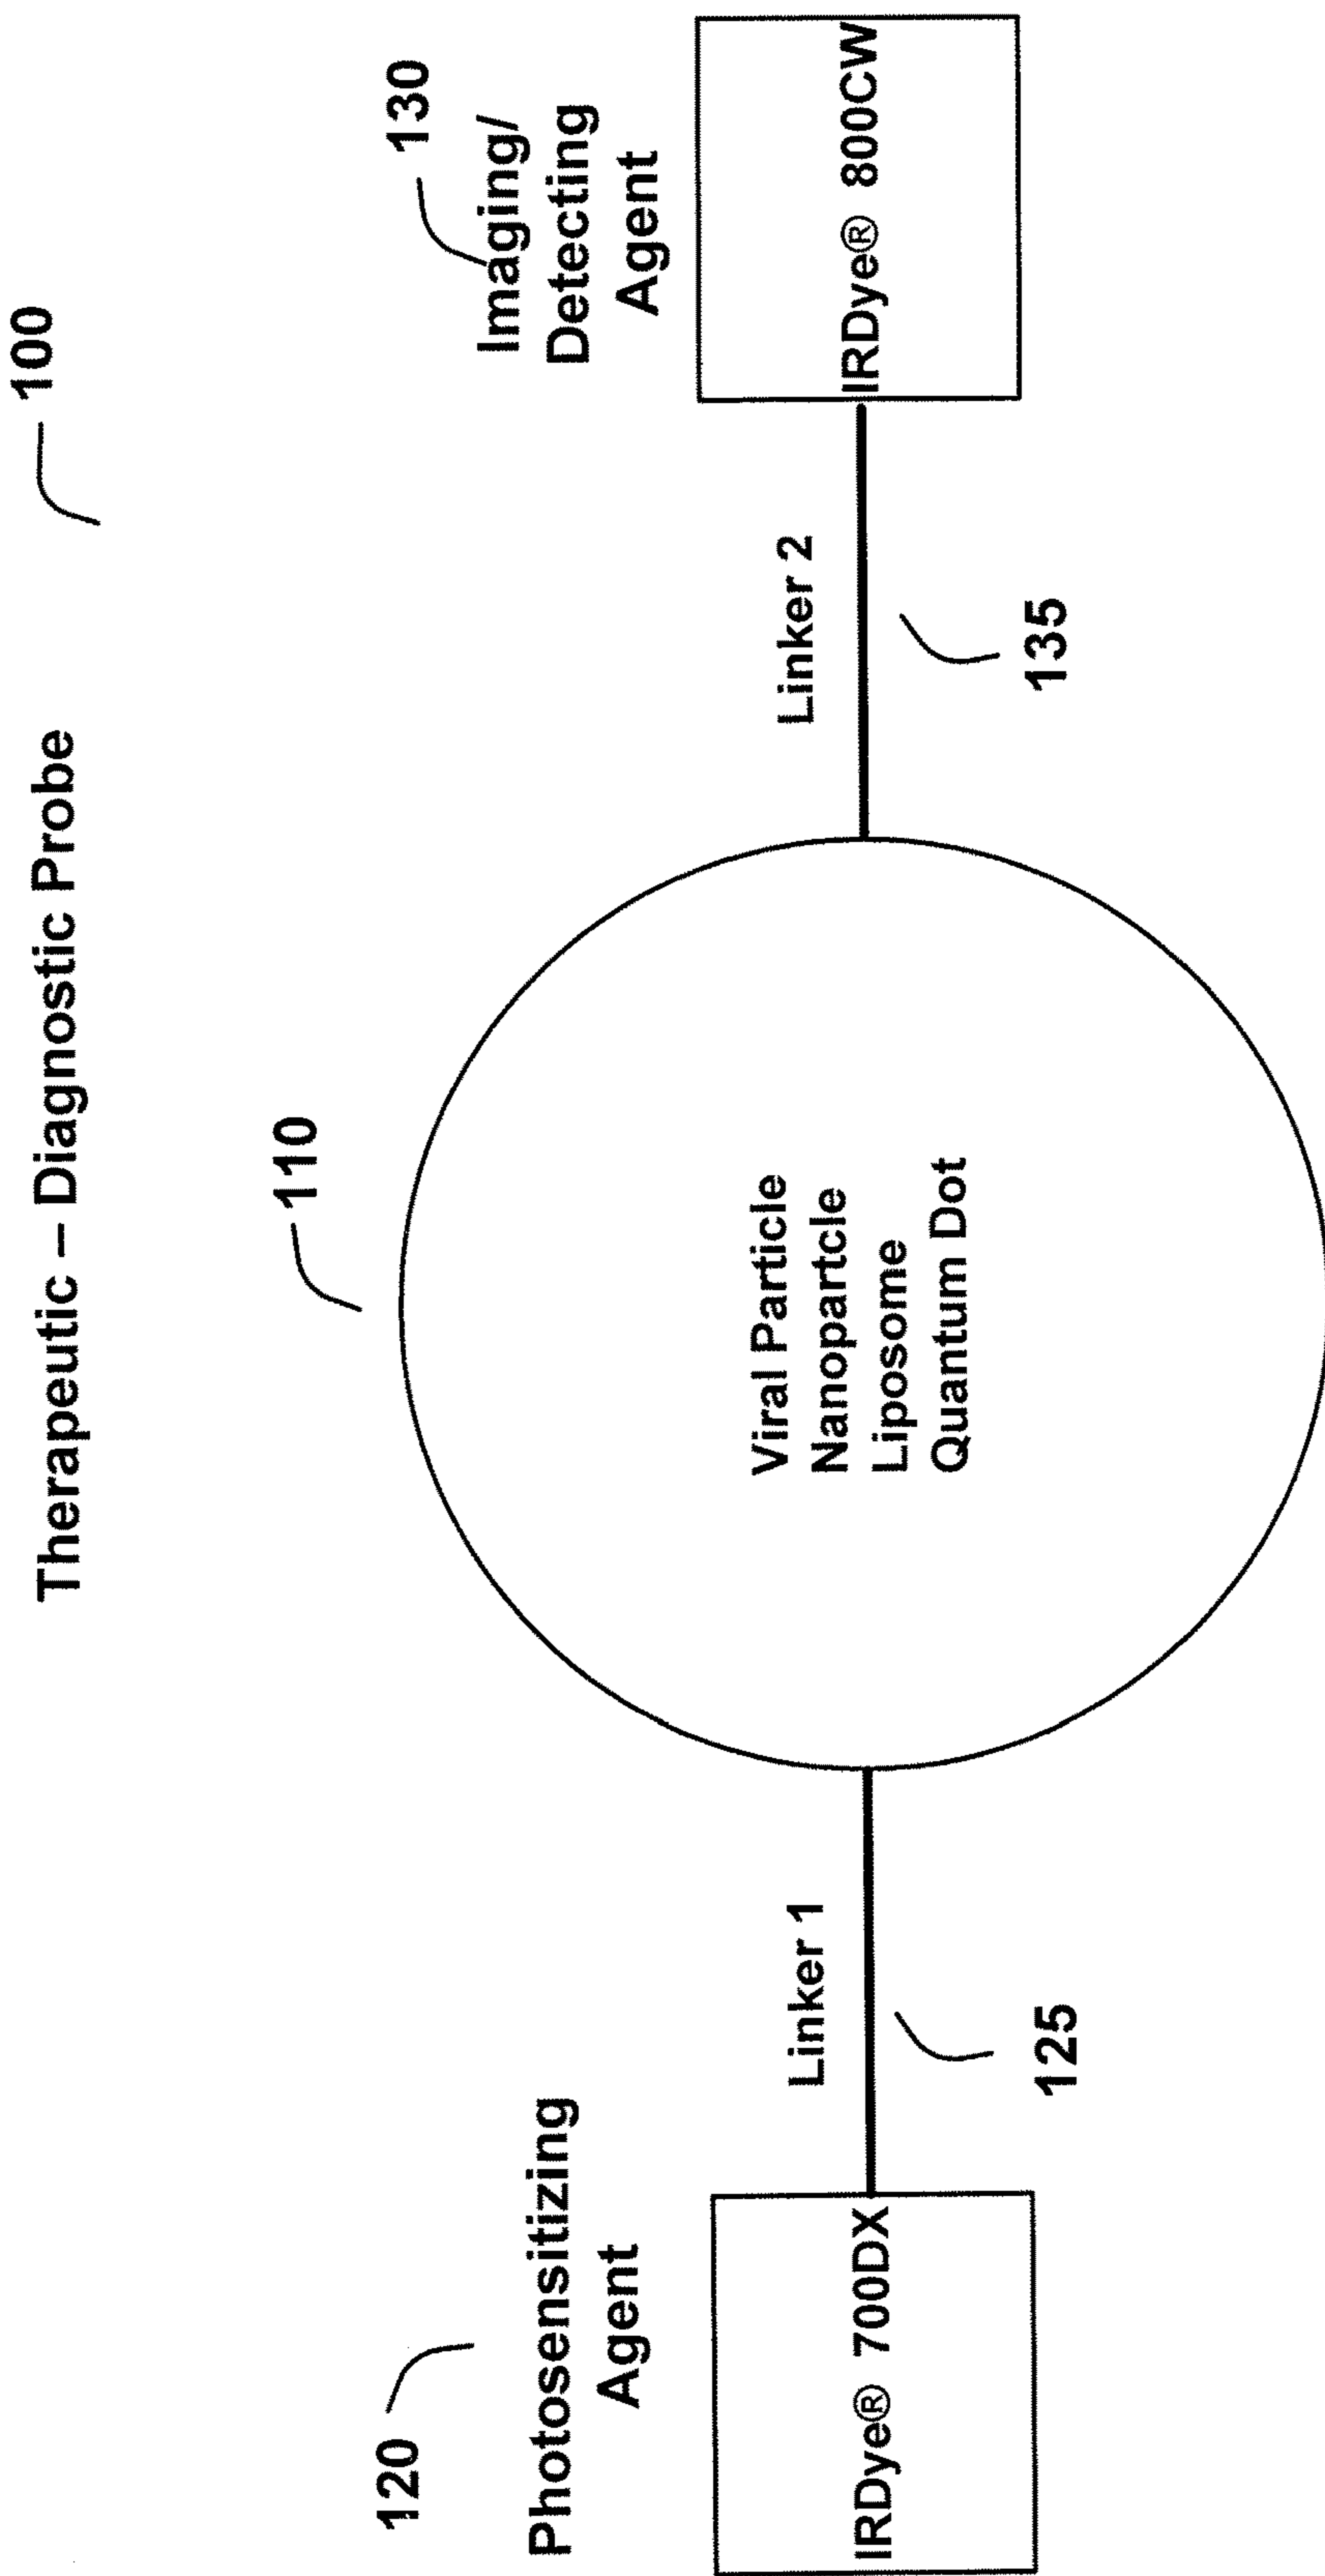 Therapeutic – Diagnostic Probe
100
110
120
Photosensitizing
Agent
IRDye® 700DX
Linker 1
125
Viral Particle
Nanopartcle
Liposome
Quantum Dot
Linker 2
135
130
Imaging/
Detecting
Agent
IRDye® 800CW